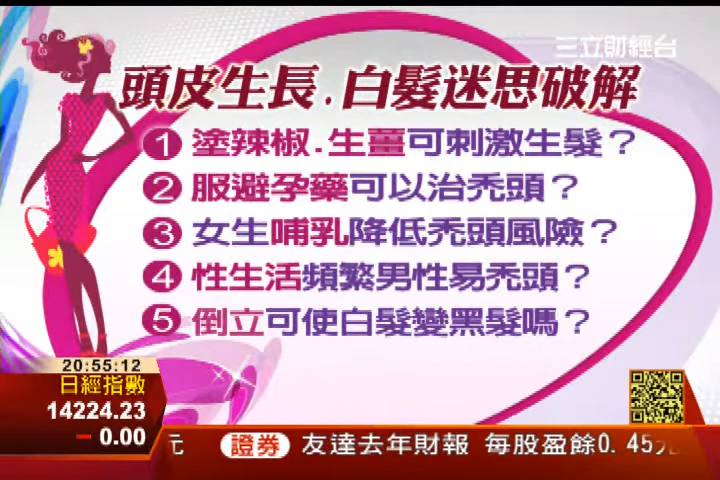 三立財經台
頭皮生長.白髮迷思破解
1 塗辣椒.生薑可刺激生髮？
2 服避孕藥可以治禿頭？
3 女生哺乳降低禿頭風險？
4 性生活頻繁男性易禿頭？
5 倒立可使白髮變黑髮嗎？
20:55:12
日經指數
14224.23
－ 0.00
元 證券 友達去年財報 每股盈餘0.45元